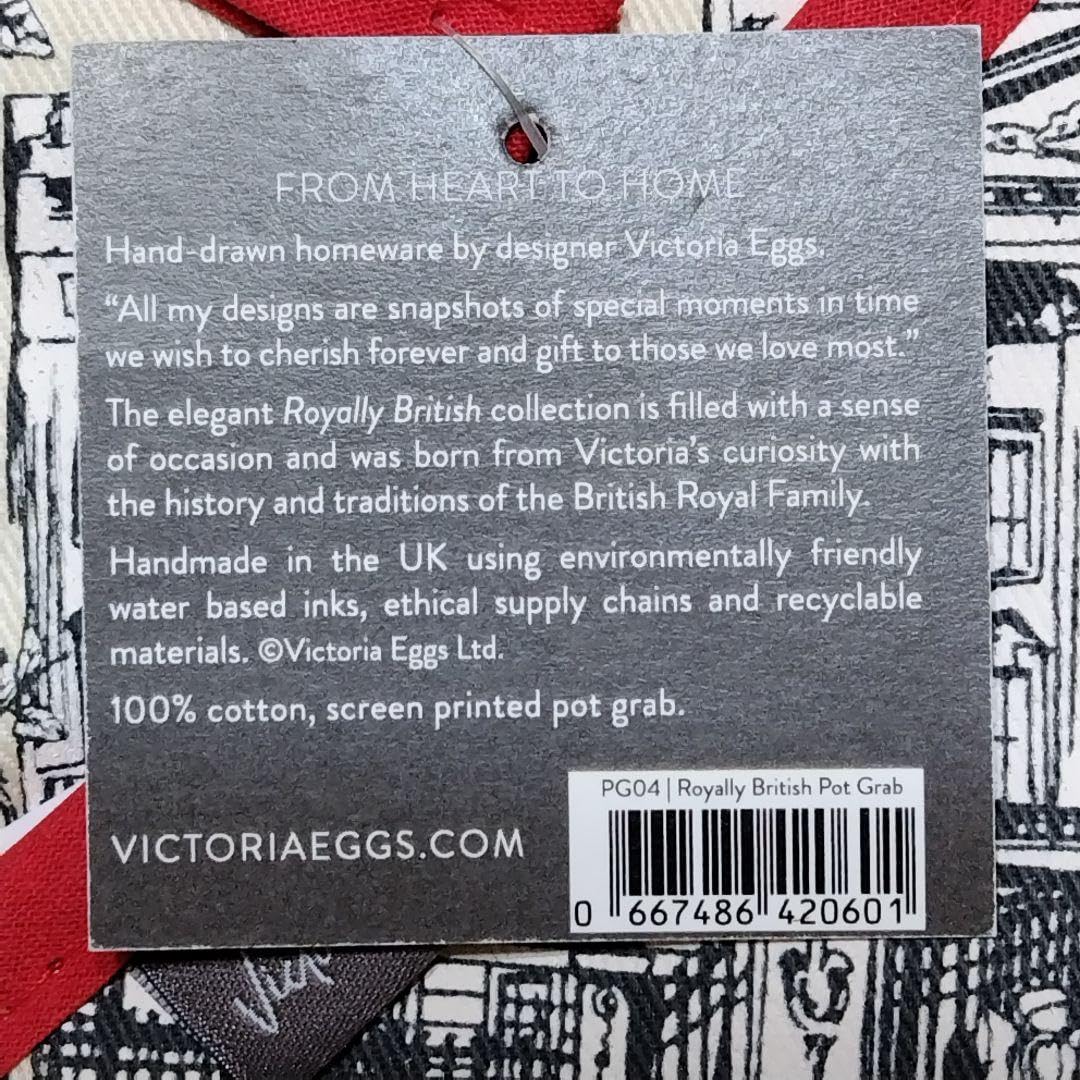 FROM HEART TO HOME
Hand-drawn homeware by designer Victoria Eggs.
“All my designs are snapshots of special moments in time
we wish to cherish forever and gift to those we love most.”
The elegant Royally British collection is filled with a sense
of occasion and was born from Victoria’s curiosity with
the history and traditions of the British Royal Family.
Handmade in the UK using environmentally friendly
water based inks, ethical supply chains and recyclable
materials. ©Victoria Eggs Ltd.
100% cotton, screen printed pot grab.
VICTORIAEGGS.COM
PG04 | Royally British Pot Grab
0 667486 420601